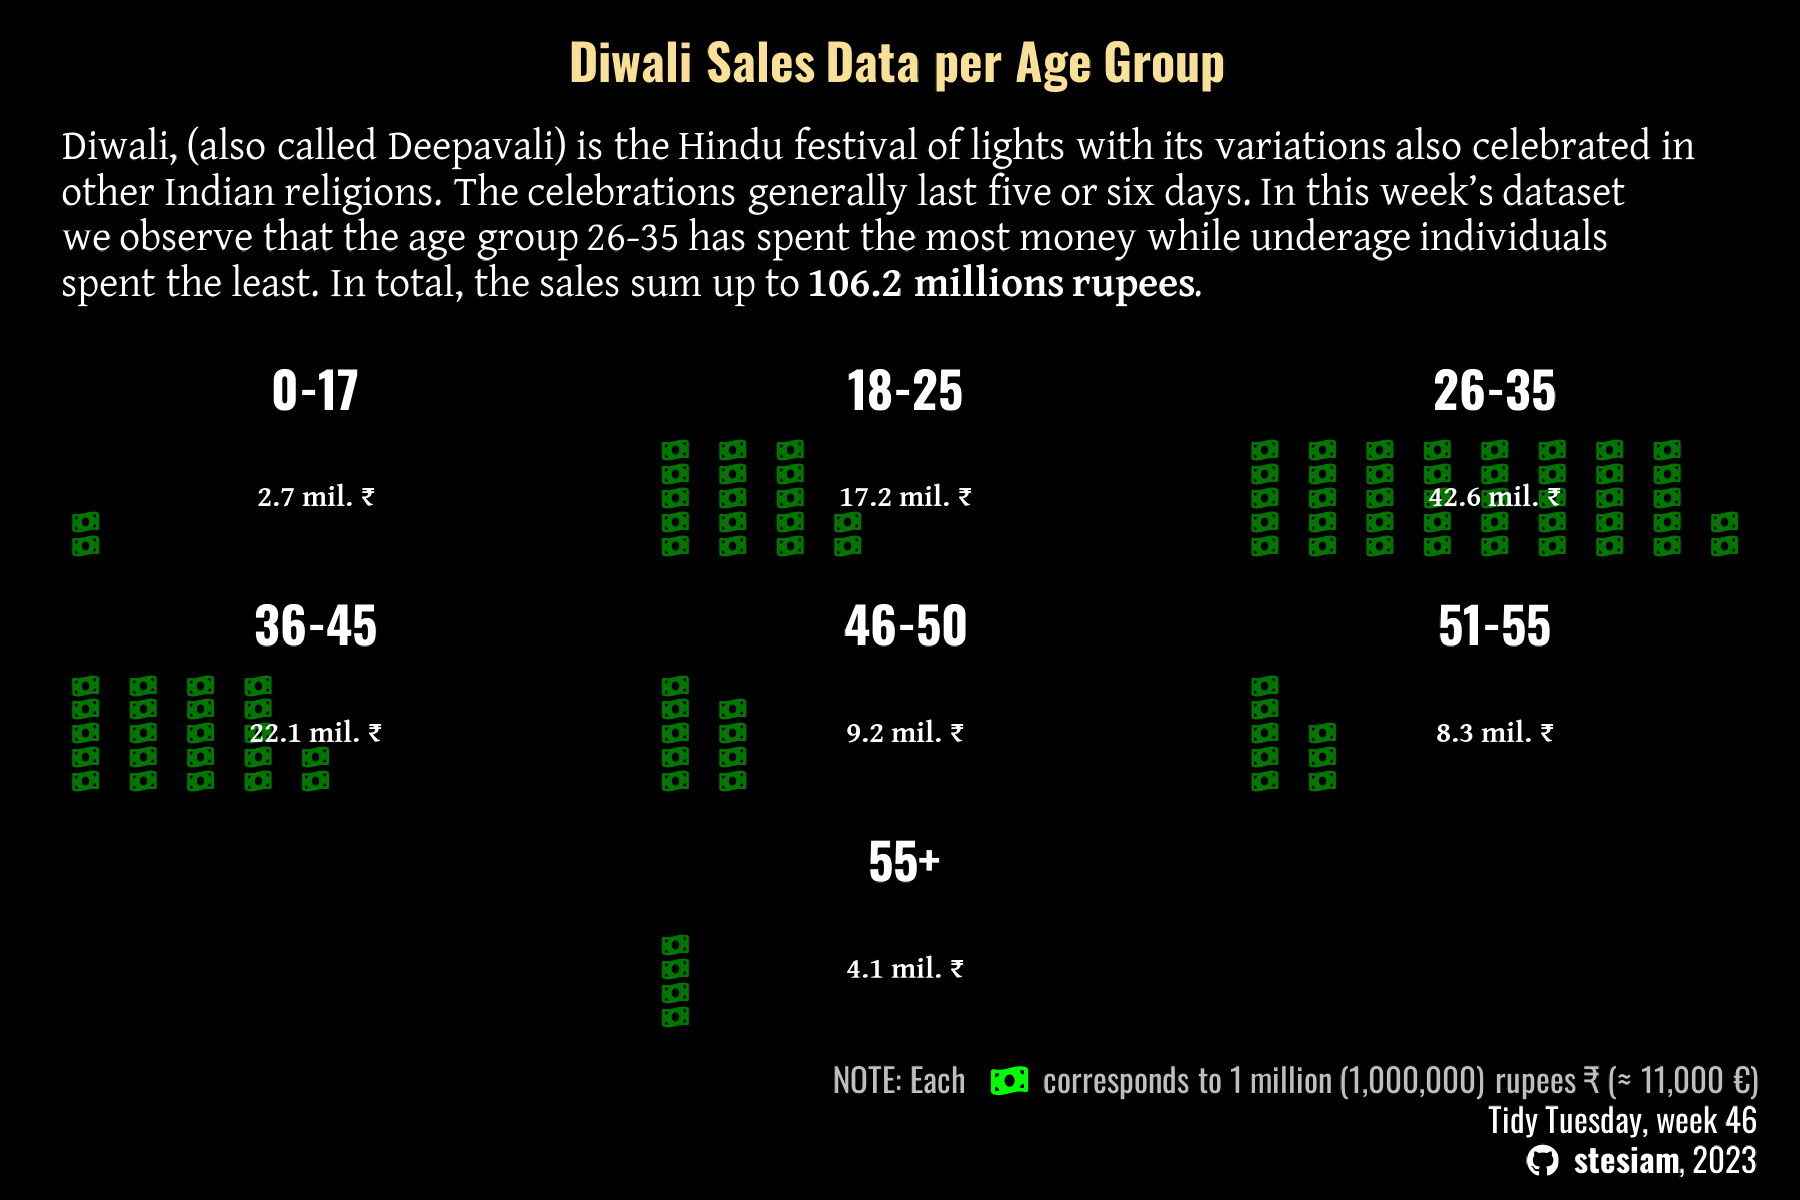 Diwali Sales Data per Age Group
Diwali, (also called Deepavali) is the Hindu festival of lights with its variations also celebrated in
other Indian religions. The celebrations generally last five or six days. In this week’s dataset
we observe that the age group 26-35 has spent the most money while underage individuals
spent the least. In total, the sales sum up to 106.2 millions rupees.
0-17
2.7 mil. ₹
18-25
17.2 mil. ₹
26-35
42.6 mil. ₹
36-45
22.1 mil. ₹
46-50
9.2 mil. ₹
51-55
8.3 mil. ₹
55+
4.1 mil. ₹
NOTE: Each corresponds to 1 million (1,000,000) rupees ₹ (≈ 11,000 €)
Tidy Tuesday, week 46
stesiam, 2023